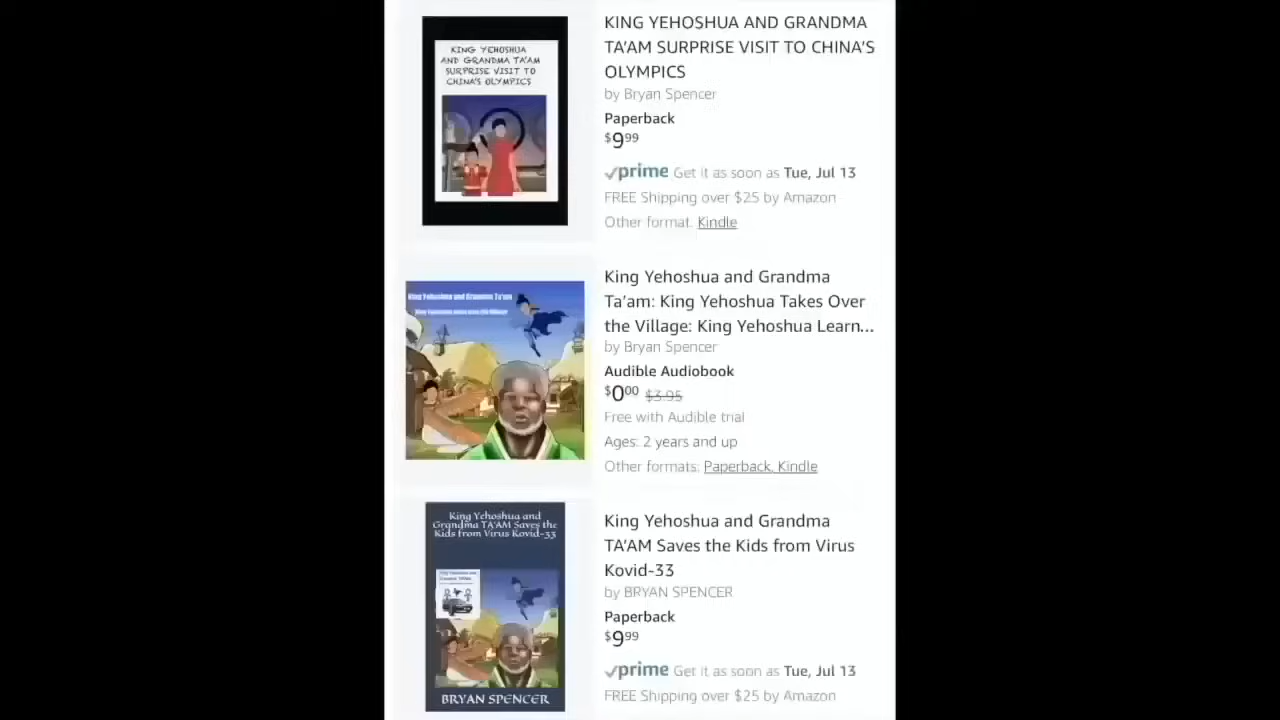 KING YEHOSHUA
AND GRANDMA TA'AM
SURPRISE VISIT TO
CHINA'S OLYMPICS
KING YEHOSHUA AND GRANDMA
TA'AM SURPRISE VISIT TO CHINA'S
OLYMPICS
by Bryan Spencer
Paperback
$9.99
prime Get it as soon as Tue, Jul 13
FREE Shipping over $25 by Amazon
Other format: Kindle
King Yehoshua and Grandma Ta'am
King Yehoshua and Grandma
Ta'am: King Yehoshua Takes Over
the Village: King Yehoshua Learn...
by Bryan Spencer
Audible Audiobook
$0.00 $3.95
Free with Audible trial
Ages: 2 years and up
Other formats: Paperback, Kindle
King Yehoshua and
Grandma TA'AM Saves the
Kids from Virus Kovid-33
BRYAN SPENCER
King Yehoshua and Grandma
TA'AM Saves the Kids from Virus
Kovid-33
by BRYAN SPENCER
Paperback
$9.99
prime Get it as soon as Tue, Jul 13
FREE Shipping over $25 by Amazon